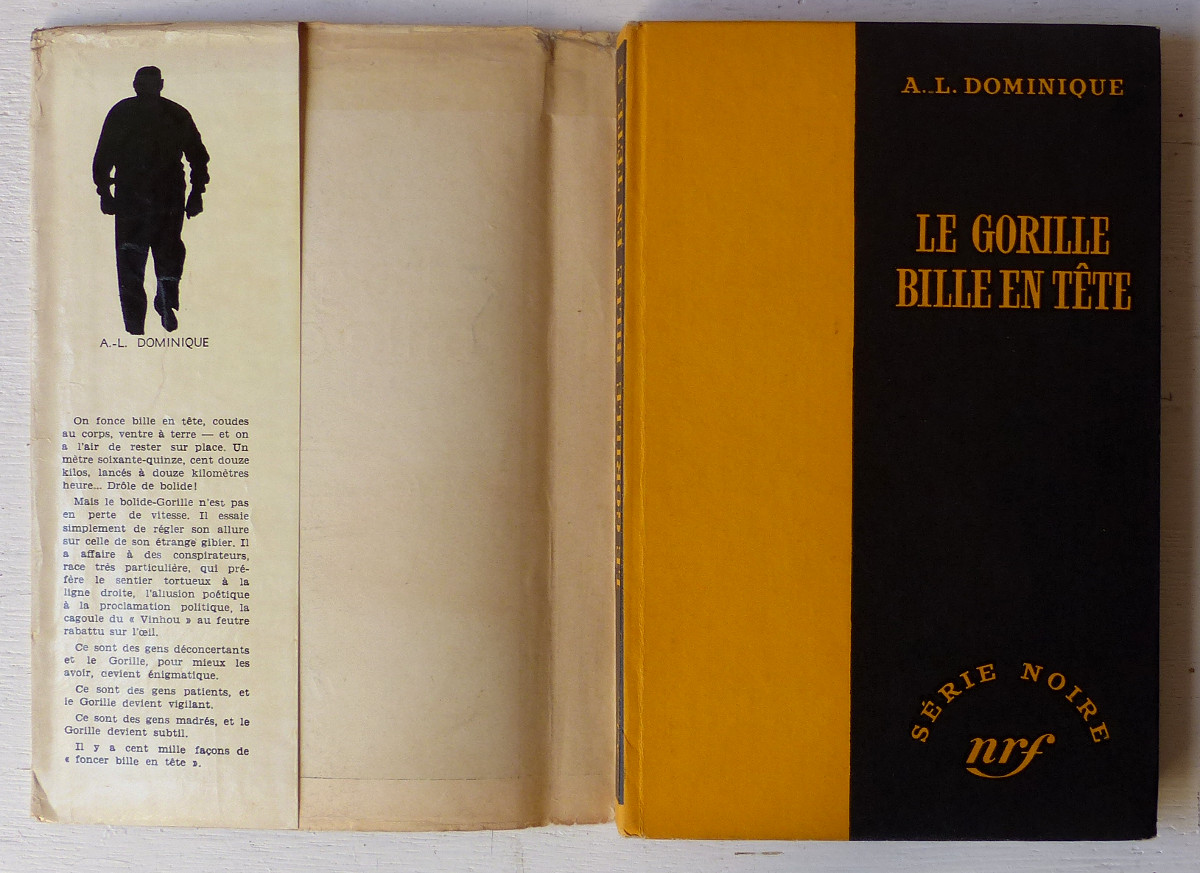 A.-L. DOMINIQUE
On fonce bille en tête, coudes
au corps, ventre à terre — et on
a l'air de rester sur place. Un
mètre soixante-quinze, cent douze
kilos, lancés à douze kilomètres
heure... Drôle de bolide!
Mais le bolide-Gorille n'est pas
en perte de vitesse. Il essaie
simplement de régler son allure
sur celle de son étrange gibier. Il
a affaire à des conspirateurs,
race très particulière, qui pré-
fère le sentier tortueux à la
ligne droite, l'allusion poétique
à la proclamation politique, la
cagoule du « Vinhou » au feutre
rabattu sur l'œil.
Ce sont des gens déconcertants
et le Gorille, pour mieux les
avoir, devient énigmatique.
Ce sont des gens patients, et
le Gorille devient vigilant.
Ce sont des gens madrés, et le
Gorille devient subtil.
Il y a cent mille façons de
« foncer bille en tête ».
A.-L. DOMINIQUE
LE GORILLE
BILLE EN TÊTE
SÉRIE NOIRE
nrf